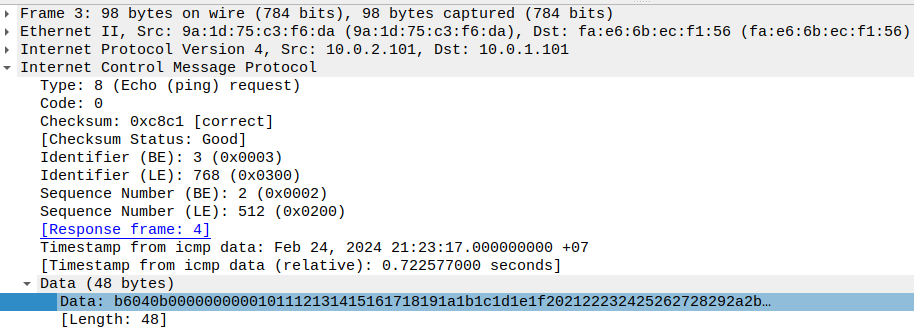 Frame 3: 98 bytes on wire (784 bits), 98 bytes captured (784 bits)
Ethernet II, Src: 9a:1d:75:c3:f6:da (9a:1d:75:c3:f6:da), Dst: fa:e6:6b:ec:f1:56 (fa:e6:6b:ec:f1:56)
Internet Protocol Version 4, Src: 10.0.2.101, Dst: 10.0.1.101
Internet Control Message Protocol
Type: 8 (Echo (ping) request)
Code: 0
Checksum: 0xc8c1 [correct]
[Checksum Status: Good]
Identifier (BE): 3 (0x0003)
Identifier (LE): 768 (0x0300)
Sequence Number (BE): 2 (0x0002)
Sequence Number (LE): 512 (0x0200)
[Response frame: 4]
Timestamp from icmp data: Feb 24, 2024 21:23:17.000000000 +07
[Timestamp from icmp data (relative): 0.722577000 seconds]
Data (48 bytes)
Data: b6040b0000000000101112131415161718191a1b1c1d1e1f202122232425262728292a2b…
[Length: 48]